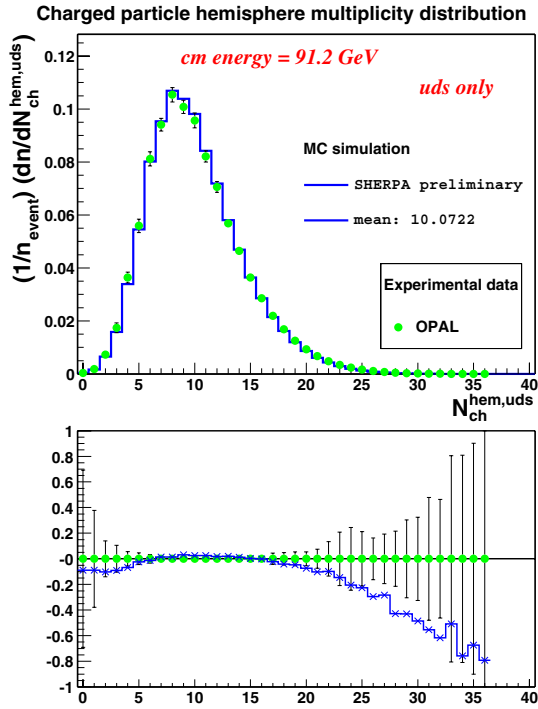 Charged particle hemisphere multiplicity distribution
(1/n_event) (dn/dN_ch^hem,uds)
0.12
0.1
0.08
0.06
0.04
0.02
0
cm energy = 91.2 GeV
uds only
MC simulation
SHERPA preliminary
mean: 10.0722
Experimental data
OPAL
0 5 10 15 20 25 30 35 40
N_ch^hem,uds
1
0.8
0.6
0.4
0.2
-0
-0.2
-0.4
-0.6
-0.8
-1
0 5 10 15 20 25 30 35 40